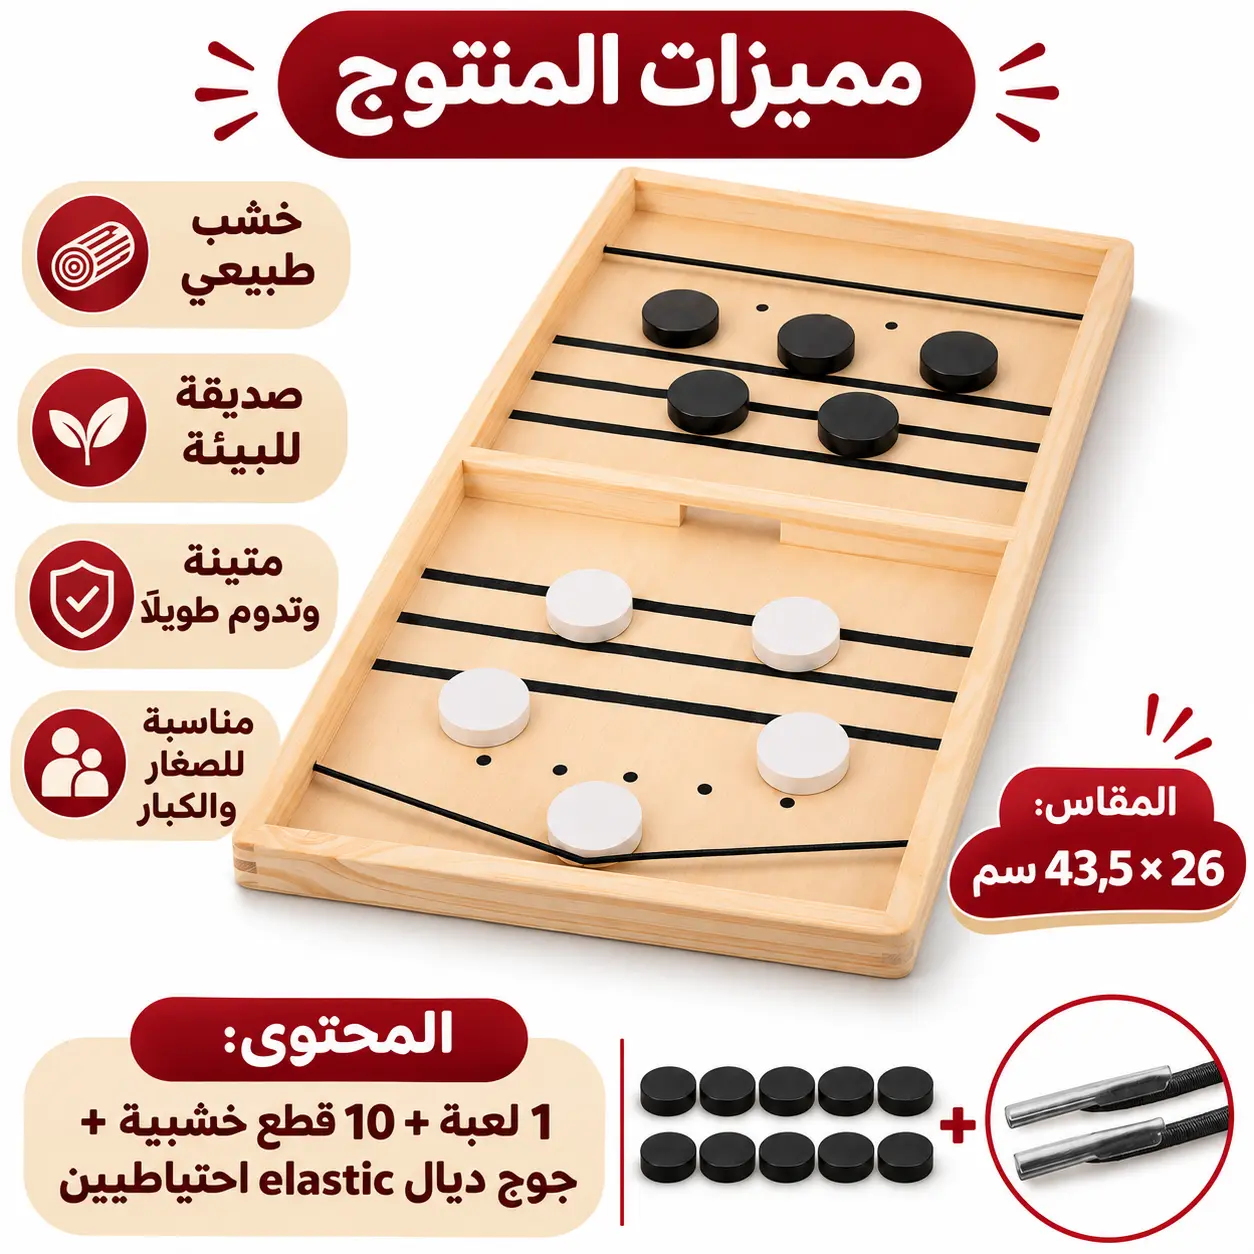 مميزات المنتوج
خشب
طبيعي
صديقة
للبيئة
متينة
وتدوم طويلاً
مناسبة
للصغار
والكبار
المقاس:
26 × 43,5 سم
المحتوى:
1 لعبة + 10 قطع خشبية +
جوج ديال elastic احتياطيين